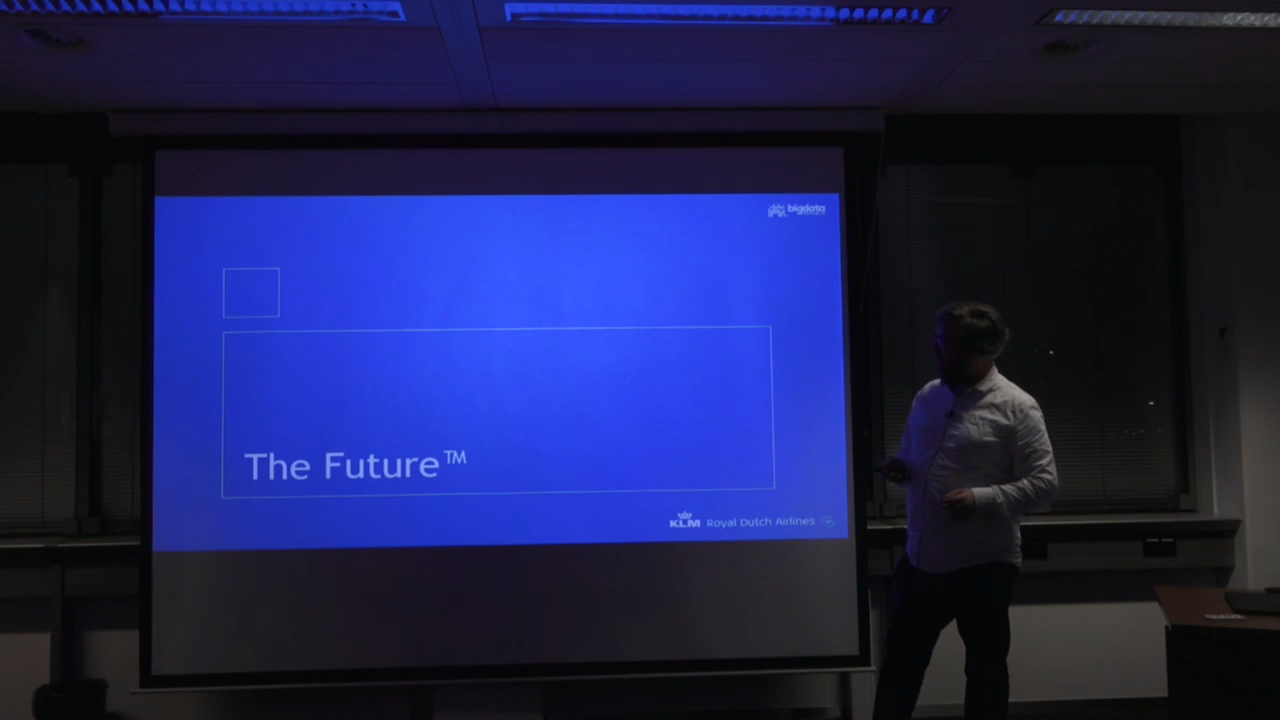 bigdata
The Future™
KLM Royal Dutch Airlines